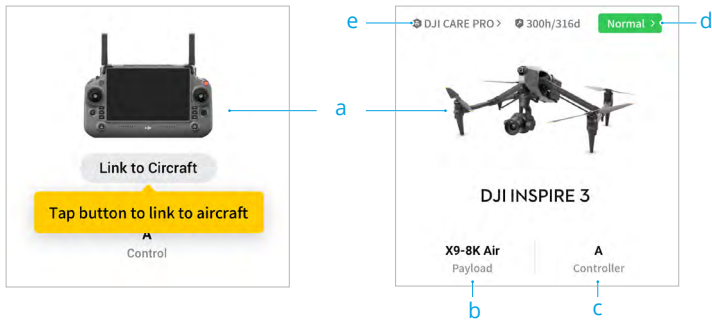 Link to Circraft
Tap button to link to aircraft
A
Control
a
e
DJI CARE PRO >
300h/316d
Normal >
d
DJI INSPIRE 3
X9-8K Air
Payload
A
Controller
b
c